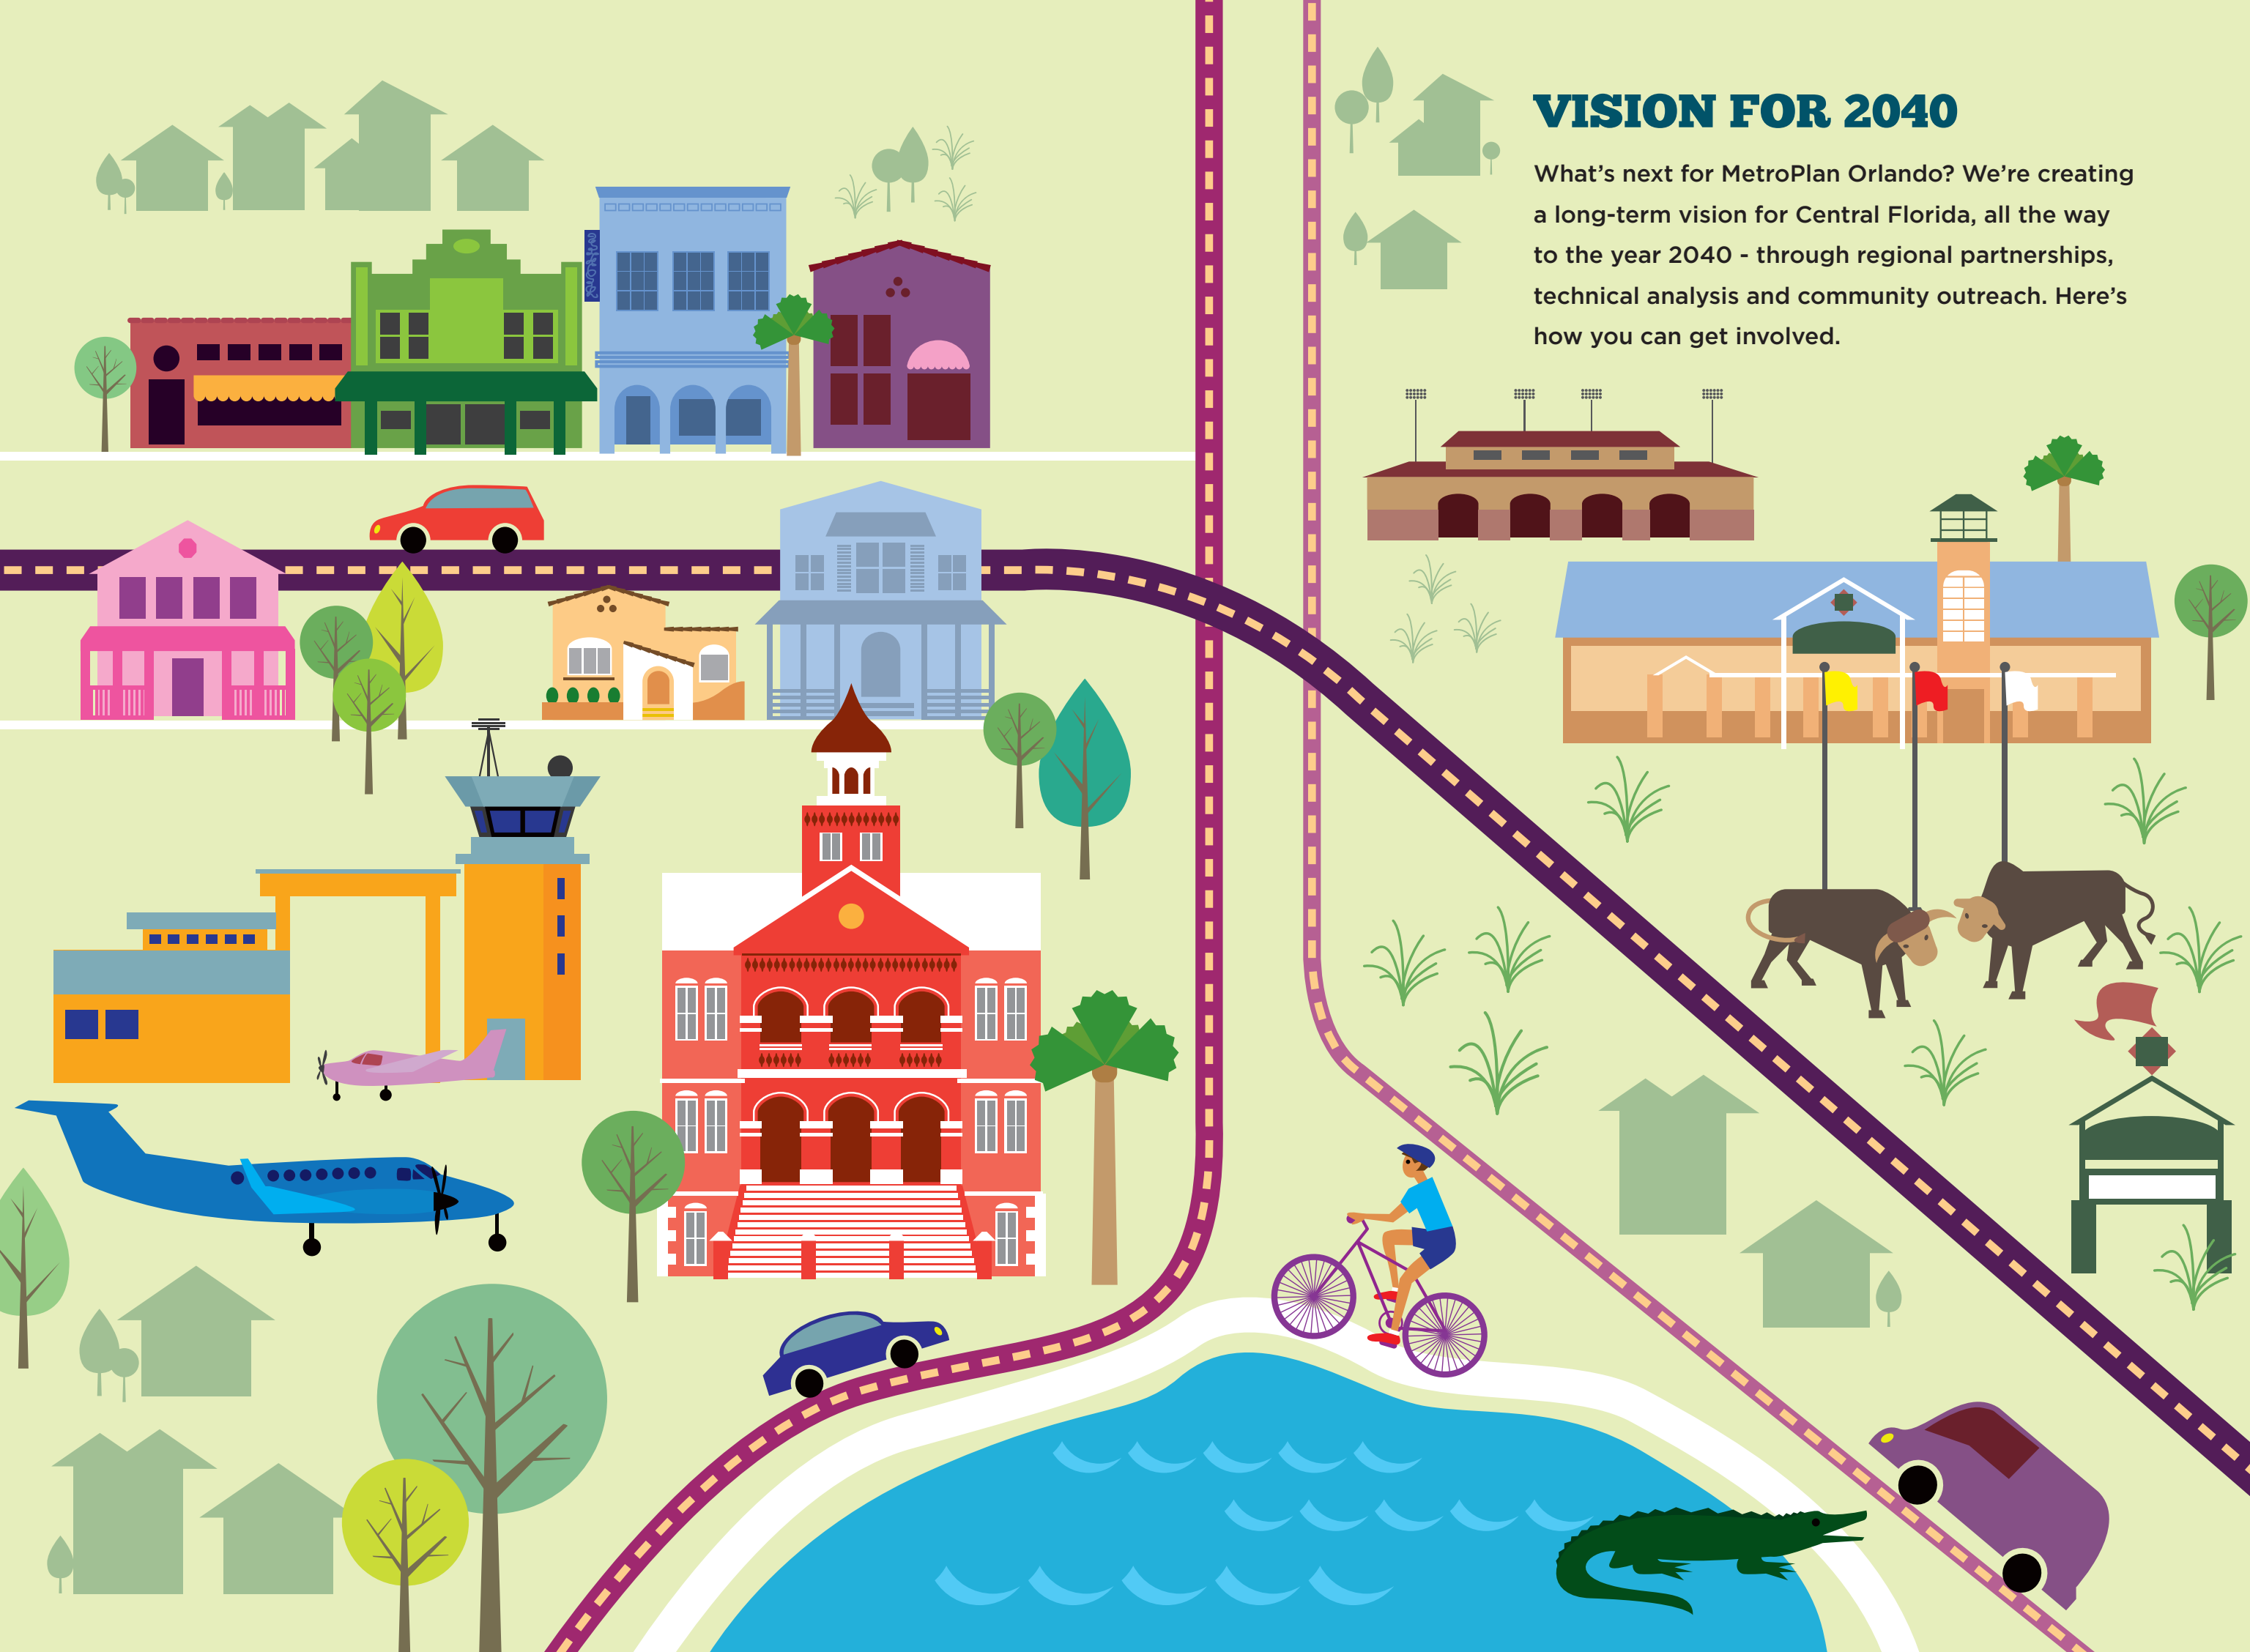 VISION FOR 2040
What’s next for MetroPlan Orlando? We’re creating
a long-term vision for Central Florida, all the way
to the year 2040 - through regional partnerships,
technical analysis and community outreach. Here’s
how you can get involved.